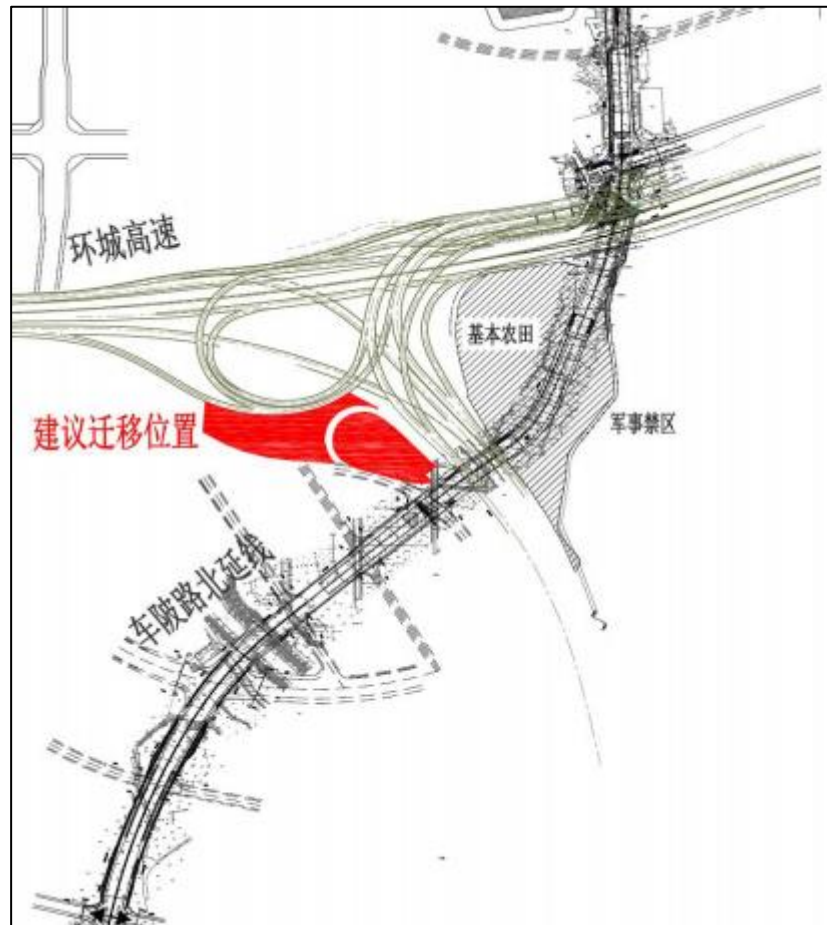 环城高速
基本农田
建议迁移位置
军事禁区
车陂路北延线